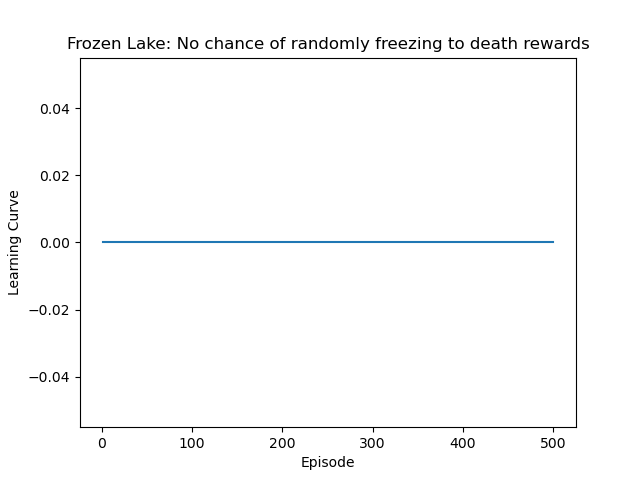 Frozen Lake: No chance of randomly freezing to death rewards
0.04
0.02
0.00
−0.02
−0.04
Learning Curve
0 100 200 300 400 500
Episode